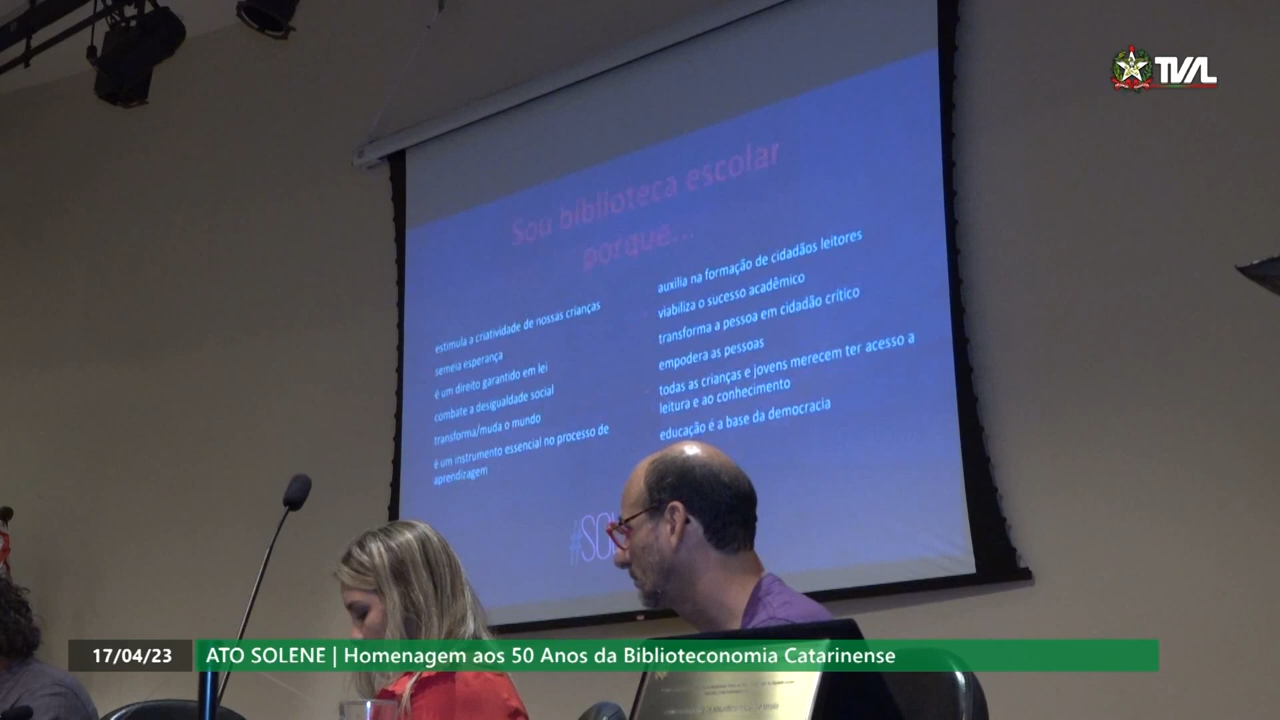 TVAL
Sou biblioteca escolar
porque...
estimula a criatividade de nossas crianças
semeia esperança
é um direito garantido em lei
combate a desigualdade social
transforma/muda o mundo
é um instrumento essencial no processo de
aprendizagem
auxilia na formação de cidadãos leitores
viabiliza o sucesso acadêmico
transforma a pessoa em cidadão crítico
empodera as pessoas
todas as crianças e jovens merecem ter acesso a
leitura e ao conhecimento
educação é a base da democracia
17/04/23
ATO SOLENE | Homenagem aos 50 Anos da Biblioteconomia Catarinense